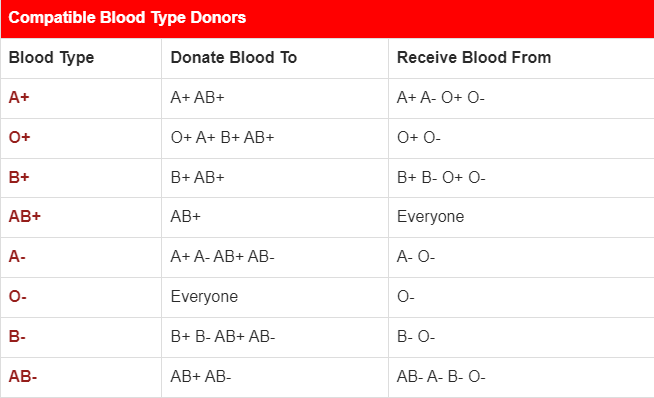 Compatible Blood Type Donors
Blood Type Donate Blood To Receive Blood From
A+ A+ AB+ A+ A- O+ O-
O+ O+ A+ B+ AB+ O+ O-
B+ B+ AB+ B+ B- O+ O-
AB+ AB+ Everyone
A- A+ A- AB+ AB- A- O-
O- Everyone O-
B- B+ B- AB+ AB- B- O-
AB- AB+ AB- AB- A- B- O-